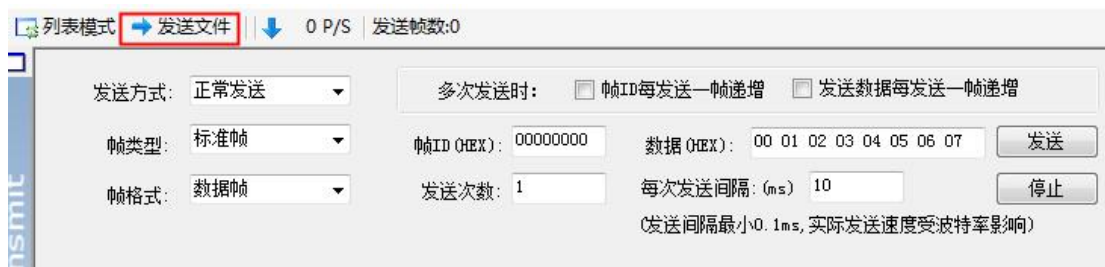 列表模式 发送文件 0 P/S 发送帧数:0
发送方式: 正常发送 多次发送时: 帧ID每发送一帧递增 发送数据每发送一帧递增
帧类型: 标准帧 帧ID(HEX): 00000000 数据(HEX): 00 01 02 03 04 05 06 07 发送
帧格式: 数据帧 发送次数: 1 每次发送间隔:(ms) 10 停止
(发送间隔最小0.1ms,实际发送速度受波特率影响)
nsmit